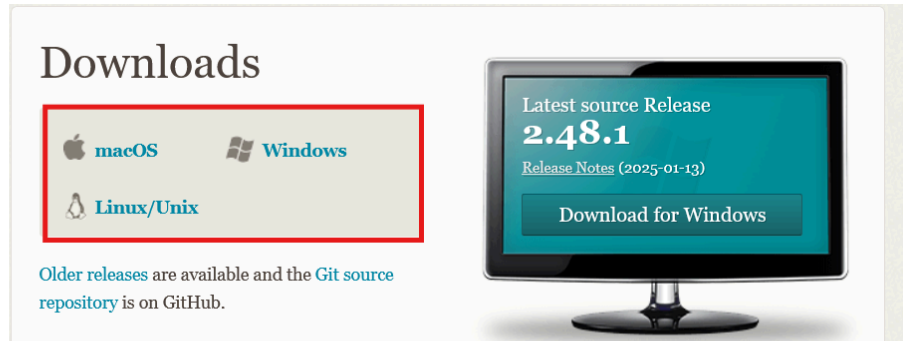 Downloads
macOS
Windows
Linux/Unix
Older releases are available and the Git source
repository is on GitHub.
Latest source Release
2.48.1
Release Notes (2025-01-13)
Download for Windows